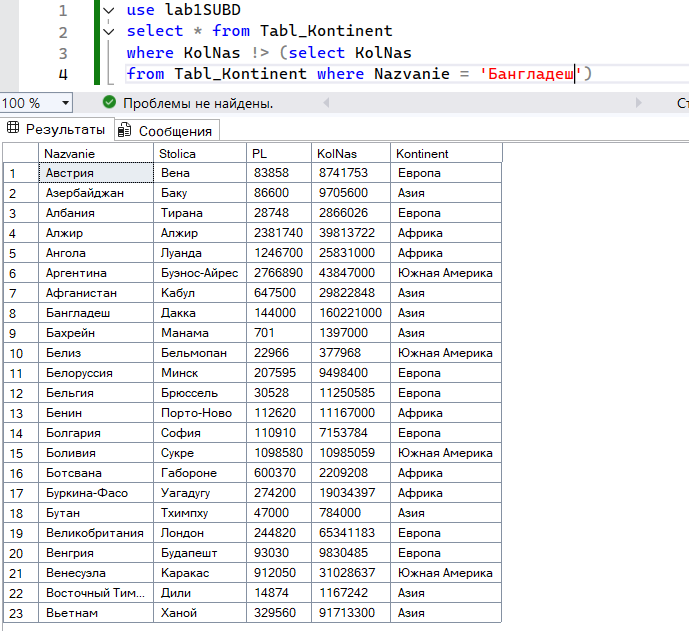 1 use lab1SUBD
2 select * from Tabl_Kontinent
3 where KolNas !> (select KolNas
4 from Tabl_Kontinent where Nazvanie = 'Бангладеш')
100 % Проблемы не найдены. Ст
Результаты Сообщения
Nazvanie Stolica PL KolNas Kontinent
1 Австрия Вена 83858 8741753 Европа
2 Азербайджан Баку 86600 9705600 Азия
3 Албания Тирана 28748 2866026 Европа
4 Алжир Алжир 2381740 39813722 Африка
5 Ангола Луанда 1246700 25831000 Африка
6 Аргентина Буэнос-Айрес 2766890 43847000 Южная Америка
7 Афганистан Кабул 647500 29822848 Азия
8 Бангладеш Дакка 144000 160221000 Азия
9 Бахрейн Манама 701 1397000 Азия
10 Белиз Бельмопан 22966 377968 Южная Америка
11 Белоруссия Минск 207595 9498400 Европа
12 Бельгия Брюссель 30528 11250585 Европа
13 Бенин Порто-Ново 112620 11167000 Африка
14 Болгария София 110910 7153784 Европа
15 Боливия Сукре 1098580 10985059 Южная Америка
16 Ботсвана Габороне 600370 2209208 Африка
17 Буркина-Фасо Уагадугу 274200 19034397 Африка
18 Бутан Тхимпху 47000 784000 Азия
19 Великобритания Лондон 244820 65341183 Европа
20 Венгрия Будапешт 93030 9830485 Европа
21 Венесуэла Каракас 912050 31028637 Южная Америка
22 Восточный Тим... Дили 14874 1167242 Азия
23 Вьетнам Ханой 329560 91713300 Азия